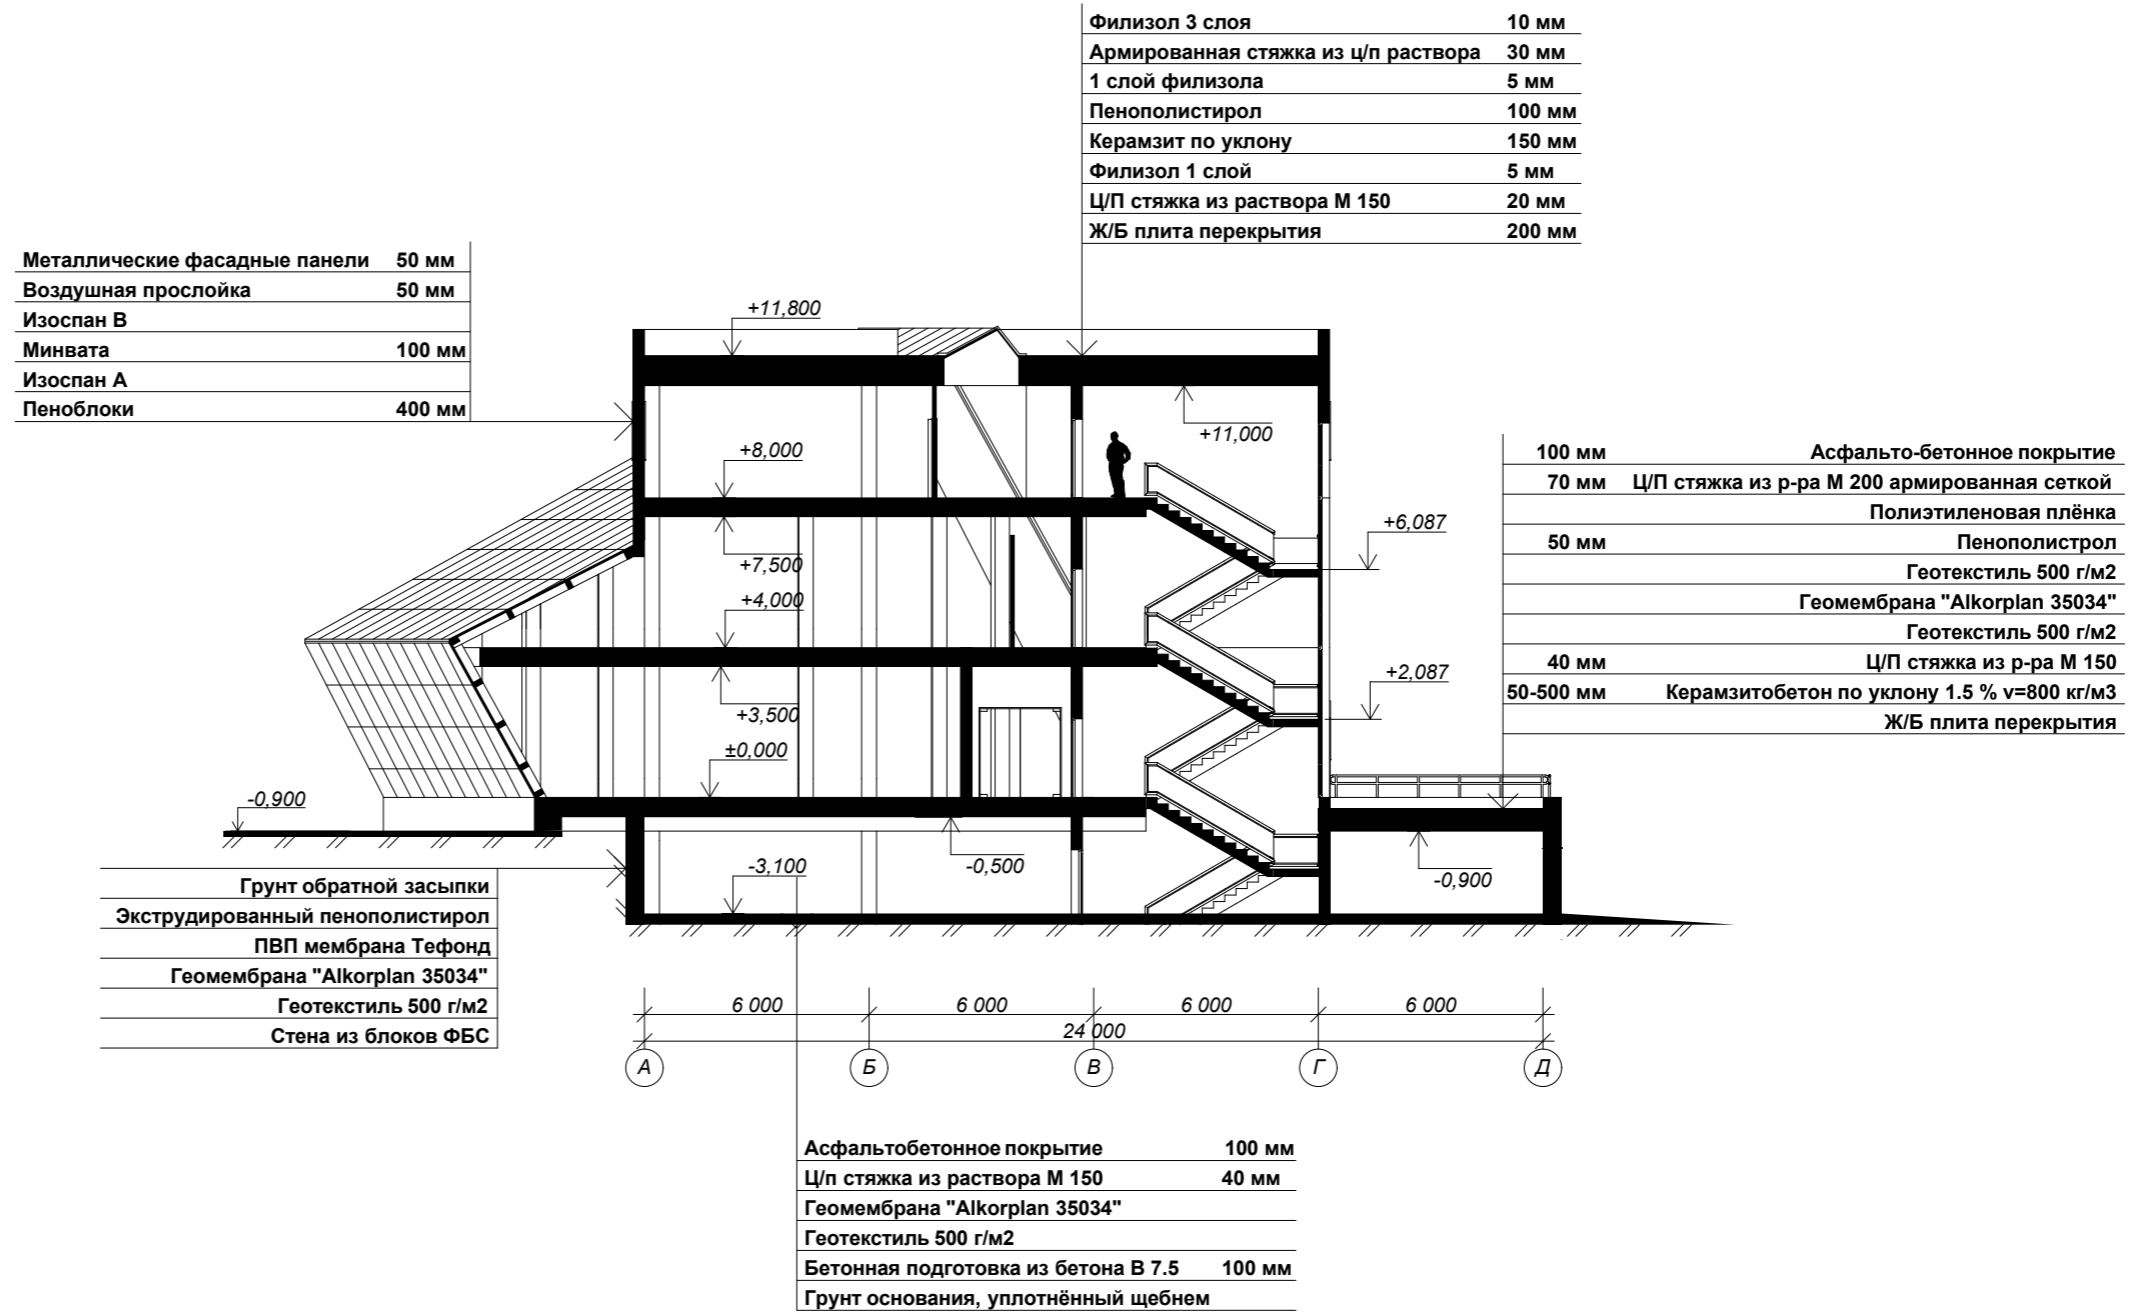 Филизол 3 слоя 10 мм
Армированная стяжка из ц/п раствора 30 мм
1 слой филизола 5 мм
Пенополистирол 100 мм
Керамзит по уклону 150 мм
Филизол 1 слой 5 мм
Ц/П стяжка из раствора М 150 20 мм
Ж/Б плита перекрытия 200 мм
Металлические фасадные панели 50 мм
Воздушная прослойка 50 мм
Изоспан В
Минвата 100 мм
Изоспан А
Пеноблоки 400 мм
+11,800
+11,000
+8,000
+7,500
+6,087
+4,000
+3,500
+2,087
±0,000
-0,900
-0,500
-0,900
-3,100
100 мм Асфальто-бетонное покрытие
70 мм Ц/П стяжка из р-ра М 200 армированная сеткой
Полиэтиленовая плёнка
50 мм Пенополистрол
Геотекстиль 500 г/м2
Геомембрана "Alkorplan 35034"
Геотекстиль 500 г/м2
40 мм Ц/П стяжка из р-ра М 150
50-500 мм Керамзитобетон по уклону 1.5 % v=800 кг/м3
Ж/Б плита перекрытия
Грунт обратной засыпки
Экструдированный пенополистирол
ПВП мембрана Тефонд
Геомембрана "Alkorplan 35034"
Геотекстиль 500 г/м2
Стена из блоков ФБС
6 000 6 000 6 000 6 000
24 000
А Б В Г Д
Асфальтобетонное покрытие 100 мм
Ц/п стяжка из раствора М 150 40 мм
Геомембрана "Alkorplan 35034"
Геотекстиль 500 г/м2
Бетонная подготовка из бетона В 7.5 100 мм
Грунт основания, уплотнённый щебнем